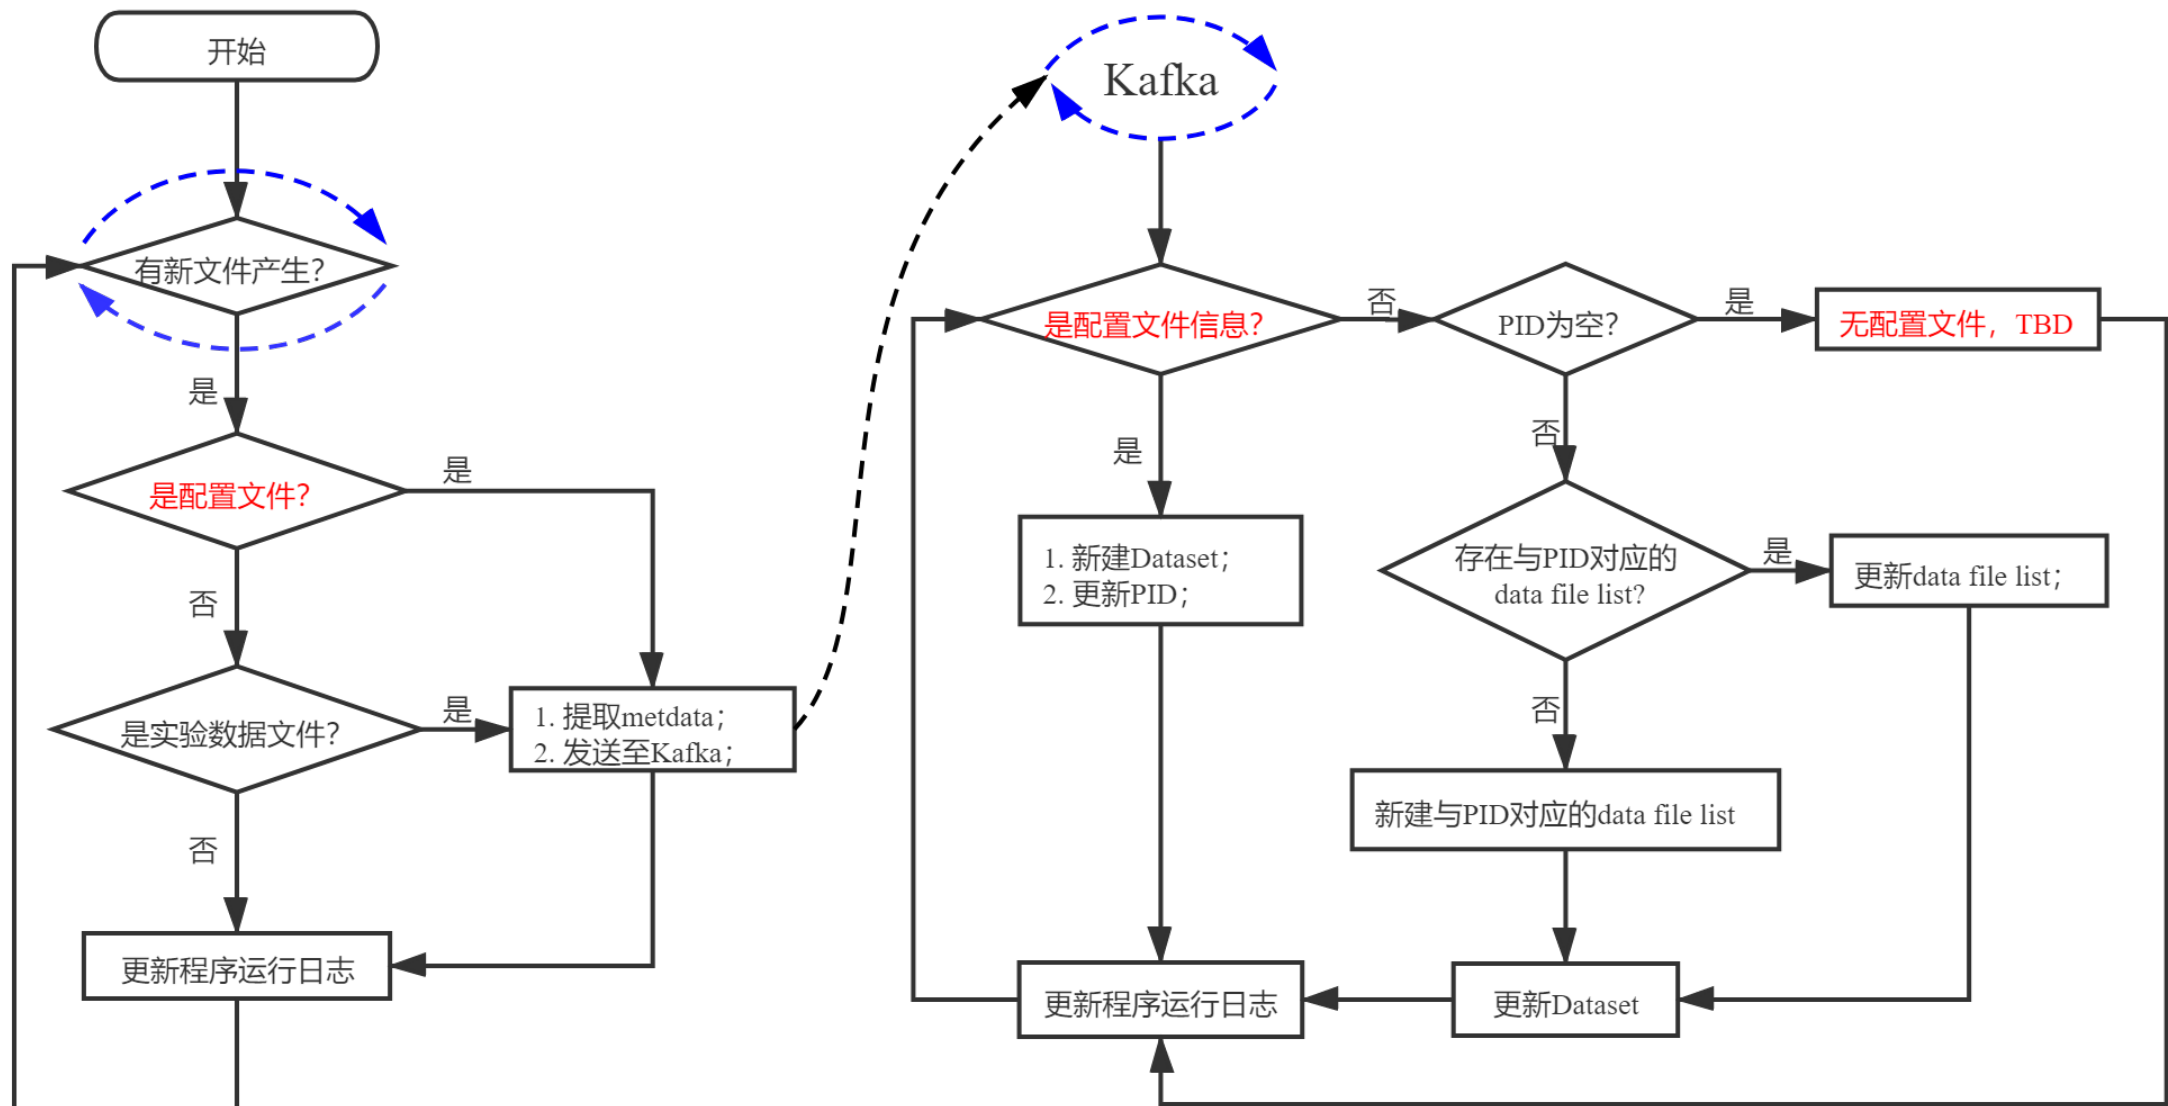 开始
有新文件产生？
是
是配置文件？
是
否
是实验数据文件？
是
1. 提取metdata；
2. 发送至Kafka；
否
更新程序运行日志
Kafka
是配置文件信息？
否
PID为空？
是
无配置文件，TBD
是
否
1. 新建Dataset；
2. 更新PID；
存在与PID对应的
data file list?
是
更新data file list；
否
新建与PID对应的data file list
更新程序运行日志
更新Dataset